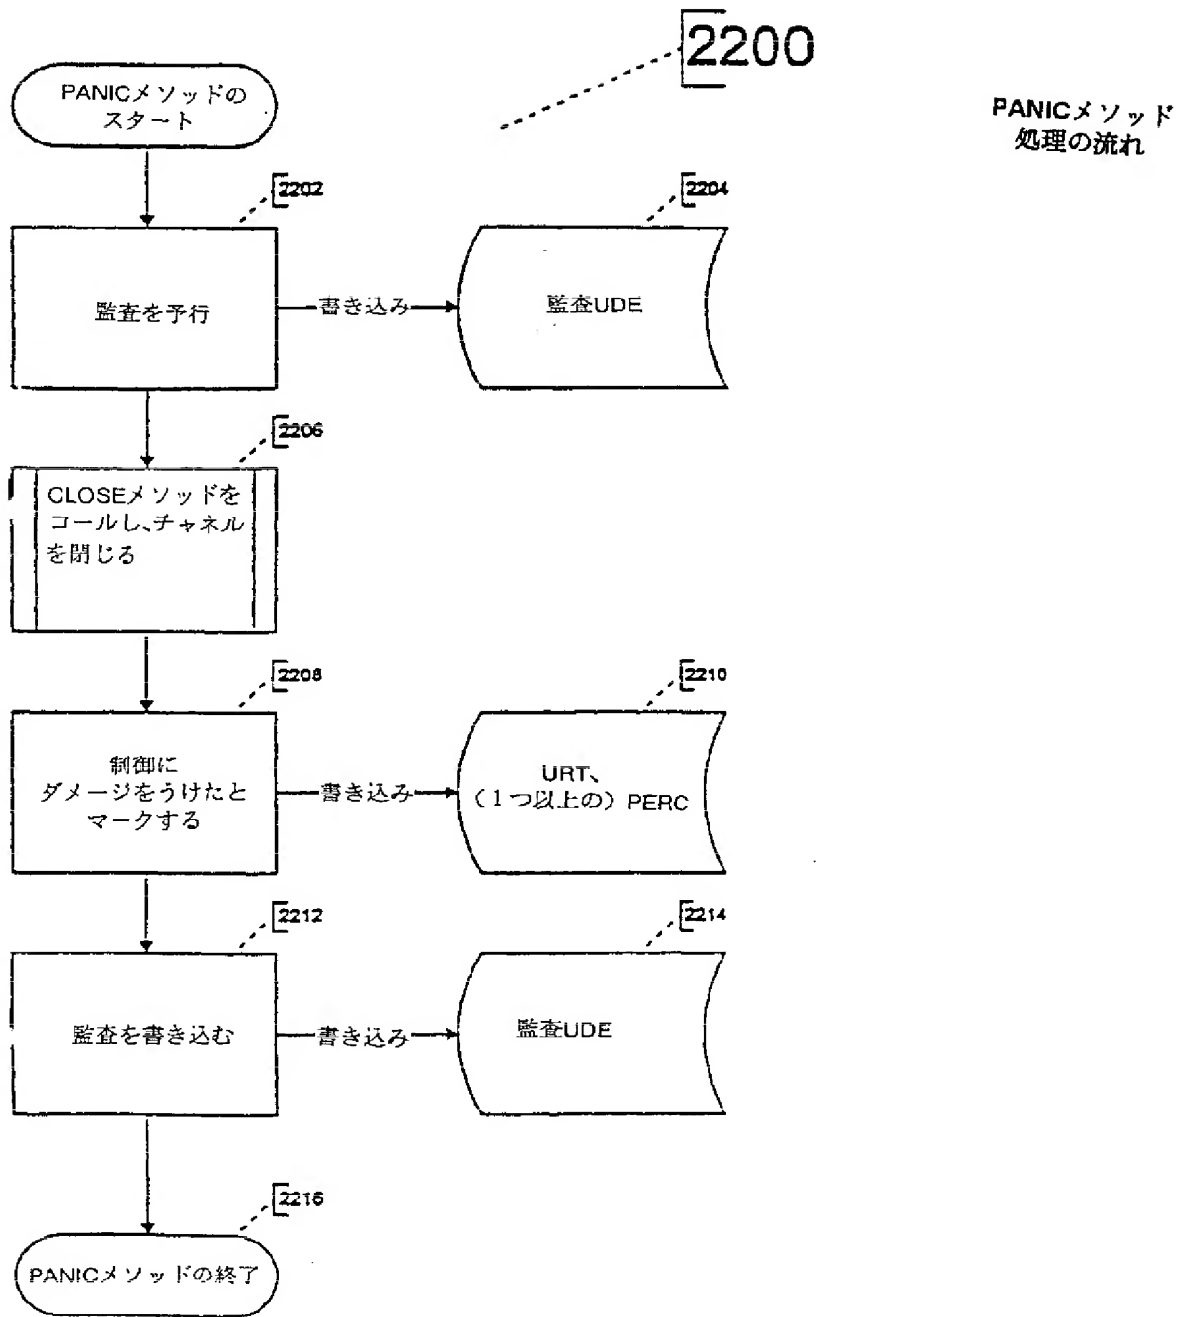 2200
PANICメソッド
処理の流れ
PANICメソッドの
スタート
2202
2204
監査を予行
書き込み
監査UDE
2206
CLOSEメソッドを
コールし、チャネル
を閉じる
2208
2210
制御に
ダメージをうけたと
マークする
書き込み
URT、
(1つ以上の) PERC
2212
2214
監査を書き込む
書き込み
監査UDE
2216
PANICメソッドの終了